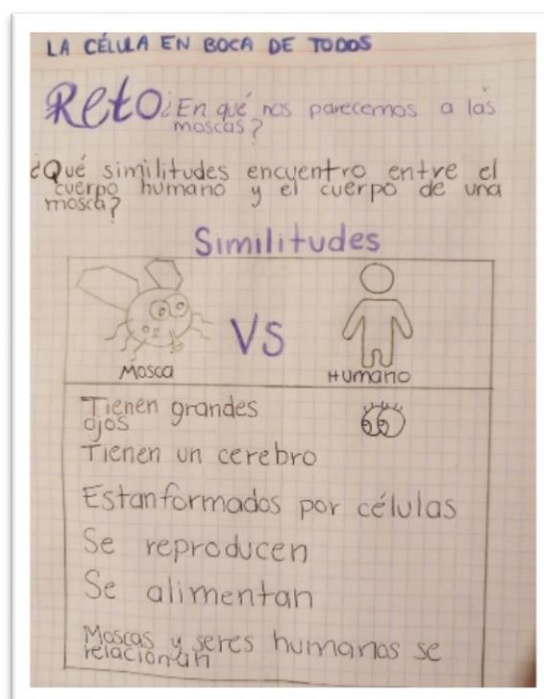 LA CÉLULA EN BOCA DE TODOS
Reto ¿En qué nos parecemos a las
moscas?
¿Qué similitudes encuentro entre el
cuerpo humano y el cuerpo de una
mosca?
Similitudes
VS
Mosca
Humano
Tienen grandes
ojos
Tienen un cerebro
Estanformados por células
Se reproducen
Se alimentan
Moscas y seres humanos se
relacionan